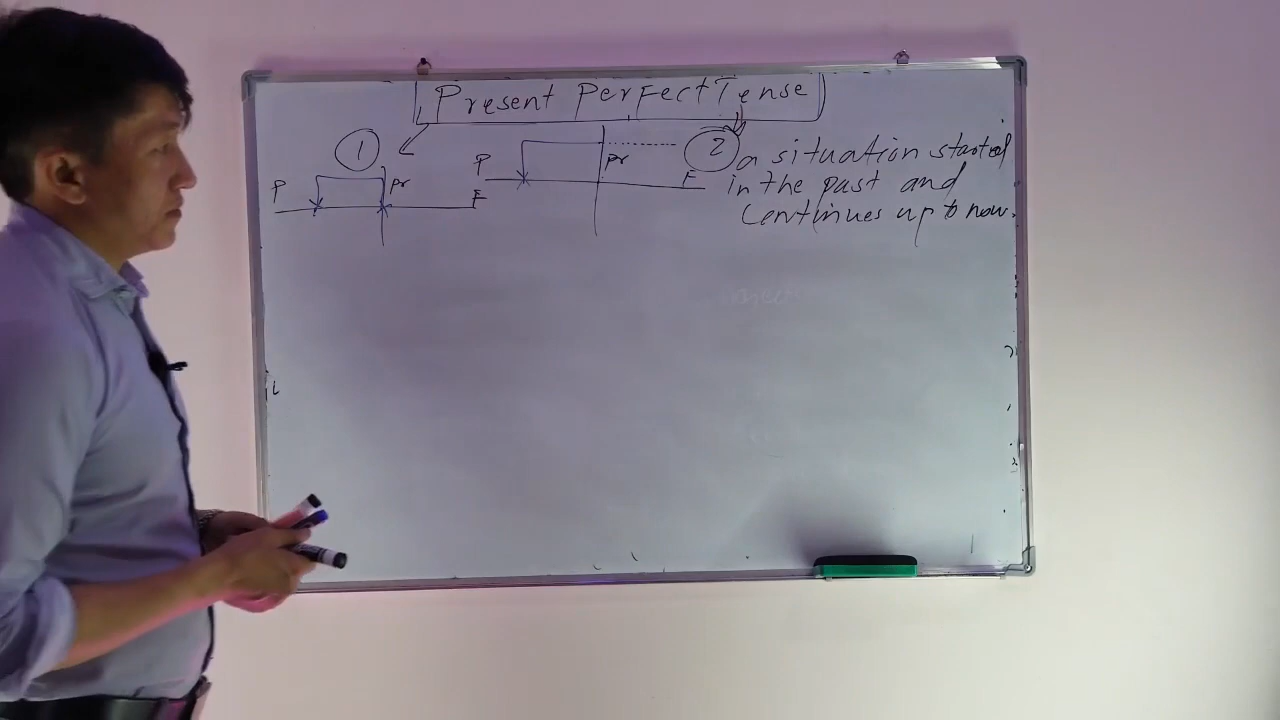 Present Perfect Tense
1
P
Pr
F
P
Pr
F
2 a situation started
in the past and
continues up to now.